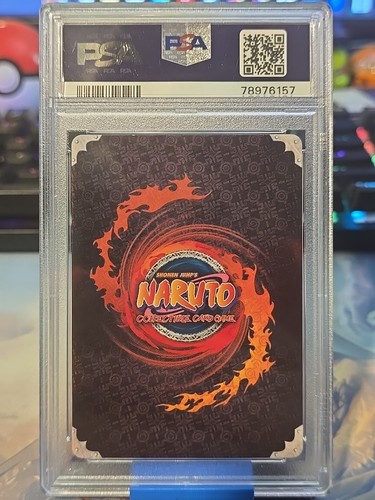 PSA
PSA
78976157
SHONEN JUMP'S
NARUTO
COLLECTIBLE CARD GAME